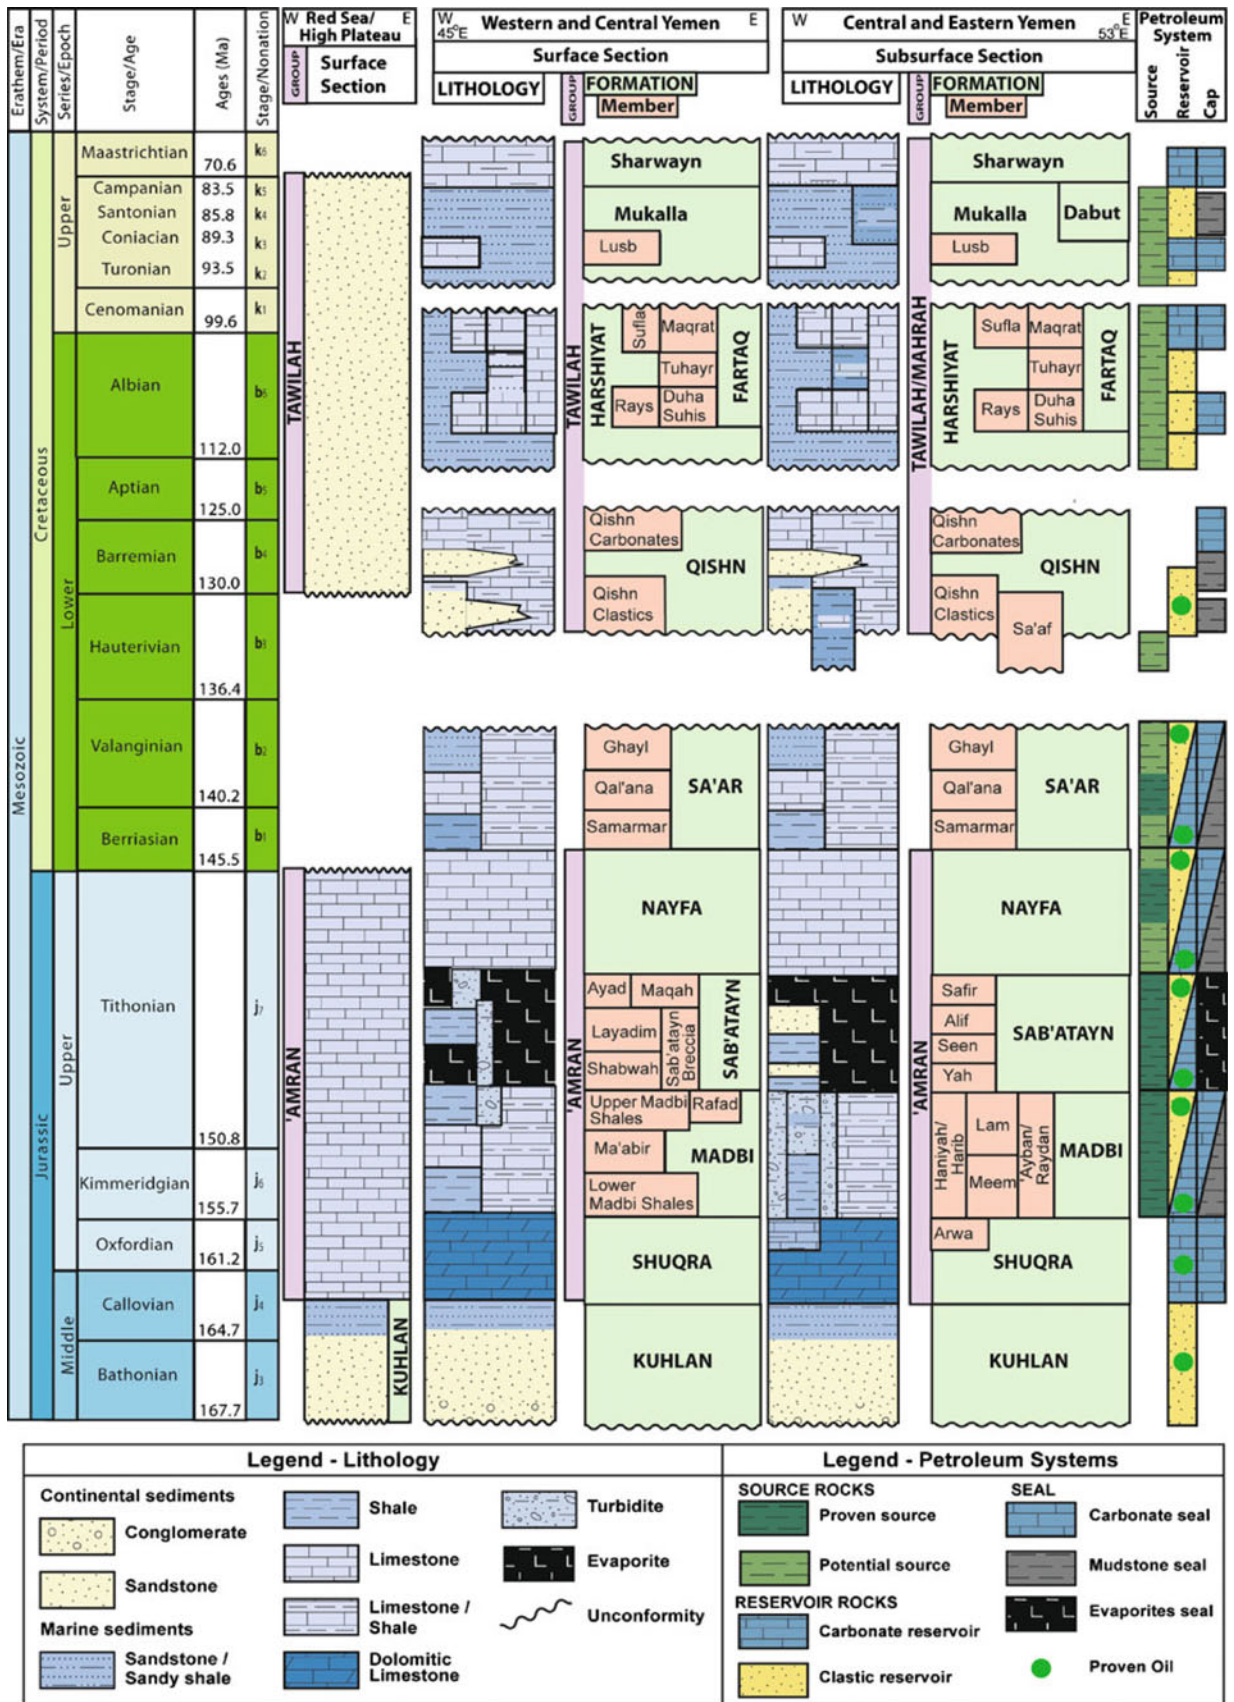 Erathem/Era
System/Period
Series/Epoch
Stage/Age
Ages (Ma)
Stage/Nonation
W Red Sea/ E
High Plateau
GROUP
Surface
Section
W Western and Central Yemen E
45°E
Surface Section
LITHOLOGY
GROUP
FORMATION
Member
W Central and Eastern Yemen E
53°E
Subsurface Section
LITHOLOGY
GROUP
FORMATION
Member
Petroleum
System
Source
Reservoir
Cap
Mesozoic
Cretaceous
Jurassic
Upper
Lower
Upper
Middle
Maastrichtian
70.6
k6
Campanian
83.5
k5
Santonian
85.8
k4
Coniacian
89.3
k3
Turonian
93.5
k2
Cenomanian
99.6
k1
Albian
112.0
b6
Aptian
125.0
b5
Barremian
130.0
b4
Hauterivian
136.4
b3
Valanginian
140.2
b2
Berriasian
145.5
b1
Tithonian
150.8
j7
Kimmeridgian
155.7
j6
Oxfordian
161.2
j5
Callovian
164.7
j4
Bathonian
167.7
j3
TAWILAH
'AMRAN
KUHLAN
TAWILAH
Sharwayn
Mukalla
Lusb
HARSHIYAT
Sufla
Maqrat
Tuhayr
Rays
Duha
Suhis
FARTAQ
Qishn
Carbonates
QISHN
Qishn
Clastics
Ghayl
Qal'ana
Samarmar
SA'AR
'AMRAN
NAYFA
Ayad
Maqah
Layadim
Shabwah
Sab'atayn
Breccia
SAB'ATAYN
Upper Madbi
Shales
Rafad
Ma'abir
MADBI
Lower
Madbi Shales
SHUQRA
KUHLAN
TAWILAH/MAHRAH
Sharwayn
Mukalla
Dabut
Lusb
HARSHIYAT
Sufla
Maqrat
Tuhayr
Rays
Duha
Suhis
FARTAQ
Qishn
Carbonates
QISHN
Qishn
Clastics
Sa'af
Ghayl
Qal'ana
Samarmar
SA'AR
'AMRAN
NAYFA
Safir
Alif
Seen
Yah
SAB'ATAYN
Haniyah/
Harib
Lam
Meem
'Ayban/
Raydan
MADBI
Arwa
SHUQRA
KUHLAN
Legend - Lithology
Continental sediments
Conglomerate
Sandstone
Marine sediments
Sandstone /
Sandy shale
Shale
Limestone
Limestone /
Shale
Dolomitic
Limestone
Turbidite
Evaporite
Unconformity
Legend - Petroleum Systems
SOURCE ROCKS
Proven source
Potential source
RESERVOIR ROCKS
Carbonate reservoir
Clastic reservoir
SEAL
Carbonate seal
Mudstone seal
Evaporites seal
Proven Oil